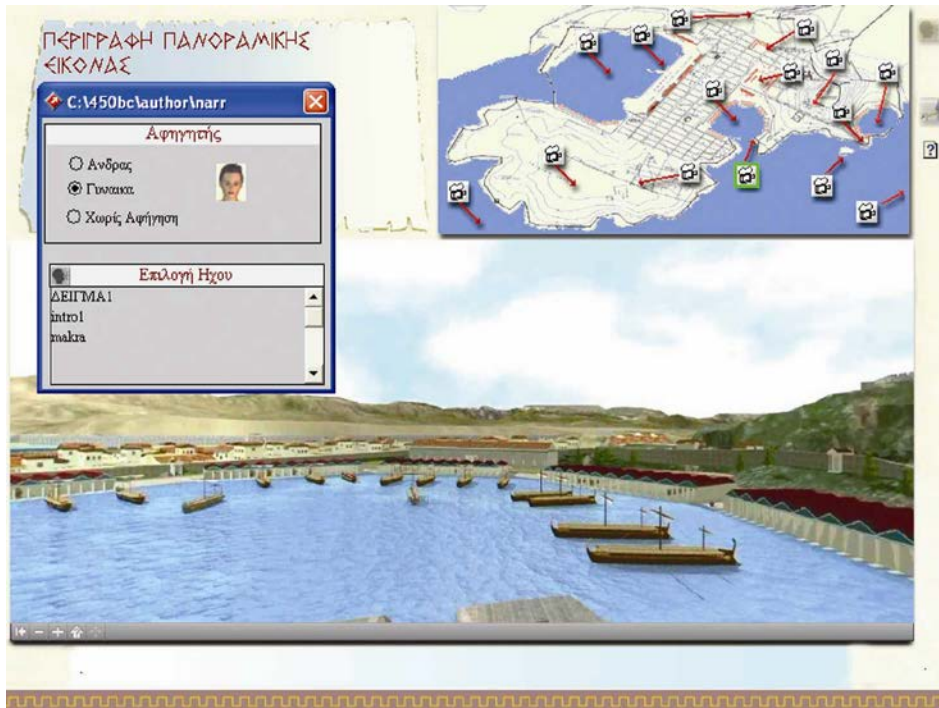 ΠΕΡΙΓΡΑΦΗ ΠΑΝΟΡΑΜΙΚΗΣ
ΕΙΚΟΝΑΣ
C:\450bc\author\narr
Αφηγητής
Ανδρας
Γυναικα
Χωρίς Αφήγηση
Επιλογή Ηχου
ΔΕΙΓΜΑ1
intro1
makra
?